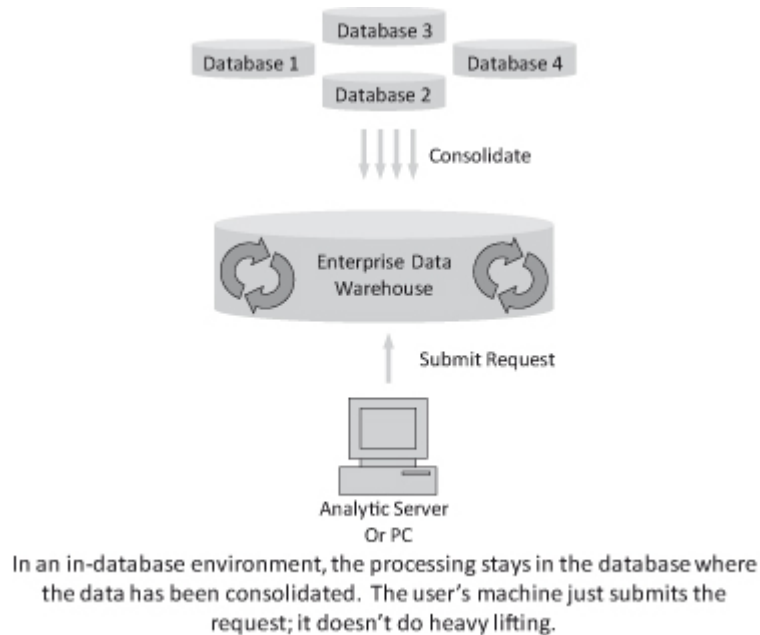 Database 3
Database 1
Database 4
Database 2
Consolidate
Enterprise Data
Warehouse
Submit Request
Analytic Server
Or PC
In an in-database environment, the processing stays in the database where
the data has been consolidated. The user's machine just submits the
request; it doesn't do heavy lifting.